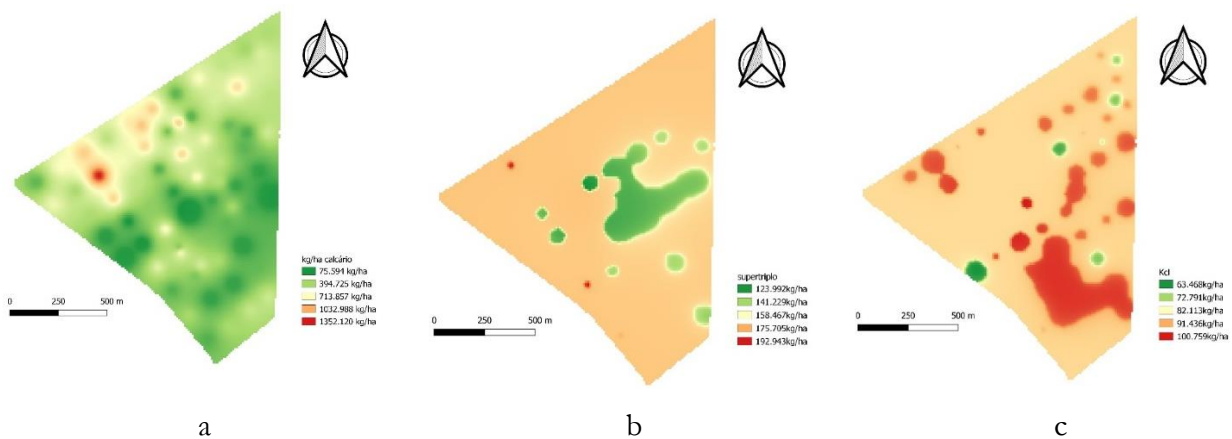 kg/ha calcário
75.594 kg/ha
394.725 kg/ha
713.857 kg/ha
1032.988 kg/ha
1352.120 kg/ha
0 250 500 m
a
supertriplo
123.992kg/ha
141.229kg/ha
158.467kg/ha
175.705kg/ha
192.943kg/ha
0 250 500 m
b
Kcl
63.468kg/ha
72.791kg/ha
82.113kg/ha
91.436kg/ha
100.759kg/ha
0 250 500 m
c